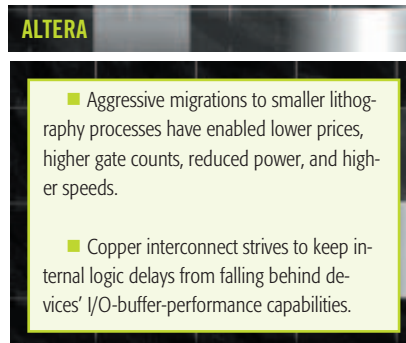 ALTERA
■ Aggressive migrations to smaller lithog-
raphy processes have enabled lower prices,
higher gate counts, reduced power, and high-
er speeds.
■ Copper interconnect strives to keep in-
ternal logic delays from falling behind de-
vices' I/O-buffer-performance capabilities.